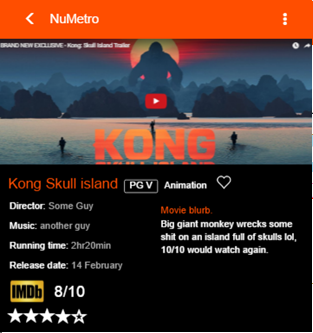 NuMetro
BRAND NEW EXCLUSIVE - Kong: Skull Island Trailer
KONG
SKULL ISLAND
Kong Skull island
PG V
Animation
Director: Some Guy
Music: another guy
Running time: 2hr20min
Release date: 14 February
Movie blurb.
Big giant monkey wrecks some
shit on an island full of skulls lol,
10/10 would watch again.
IMDb 8/10